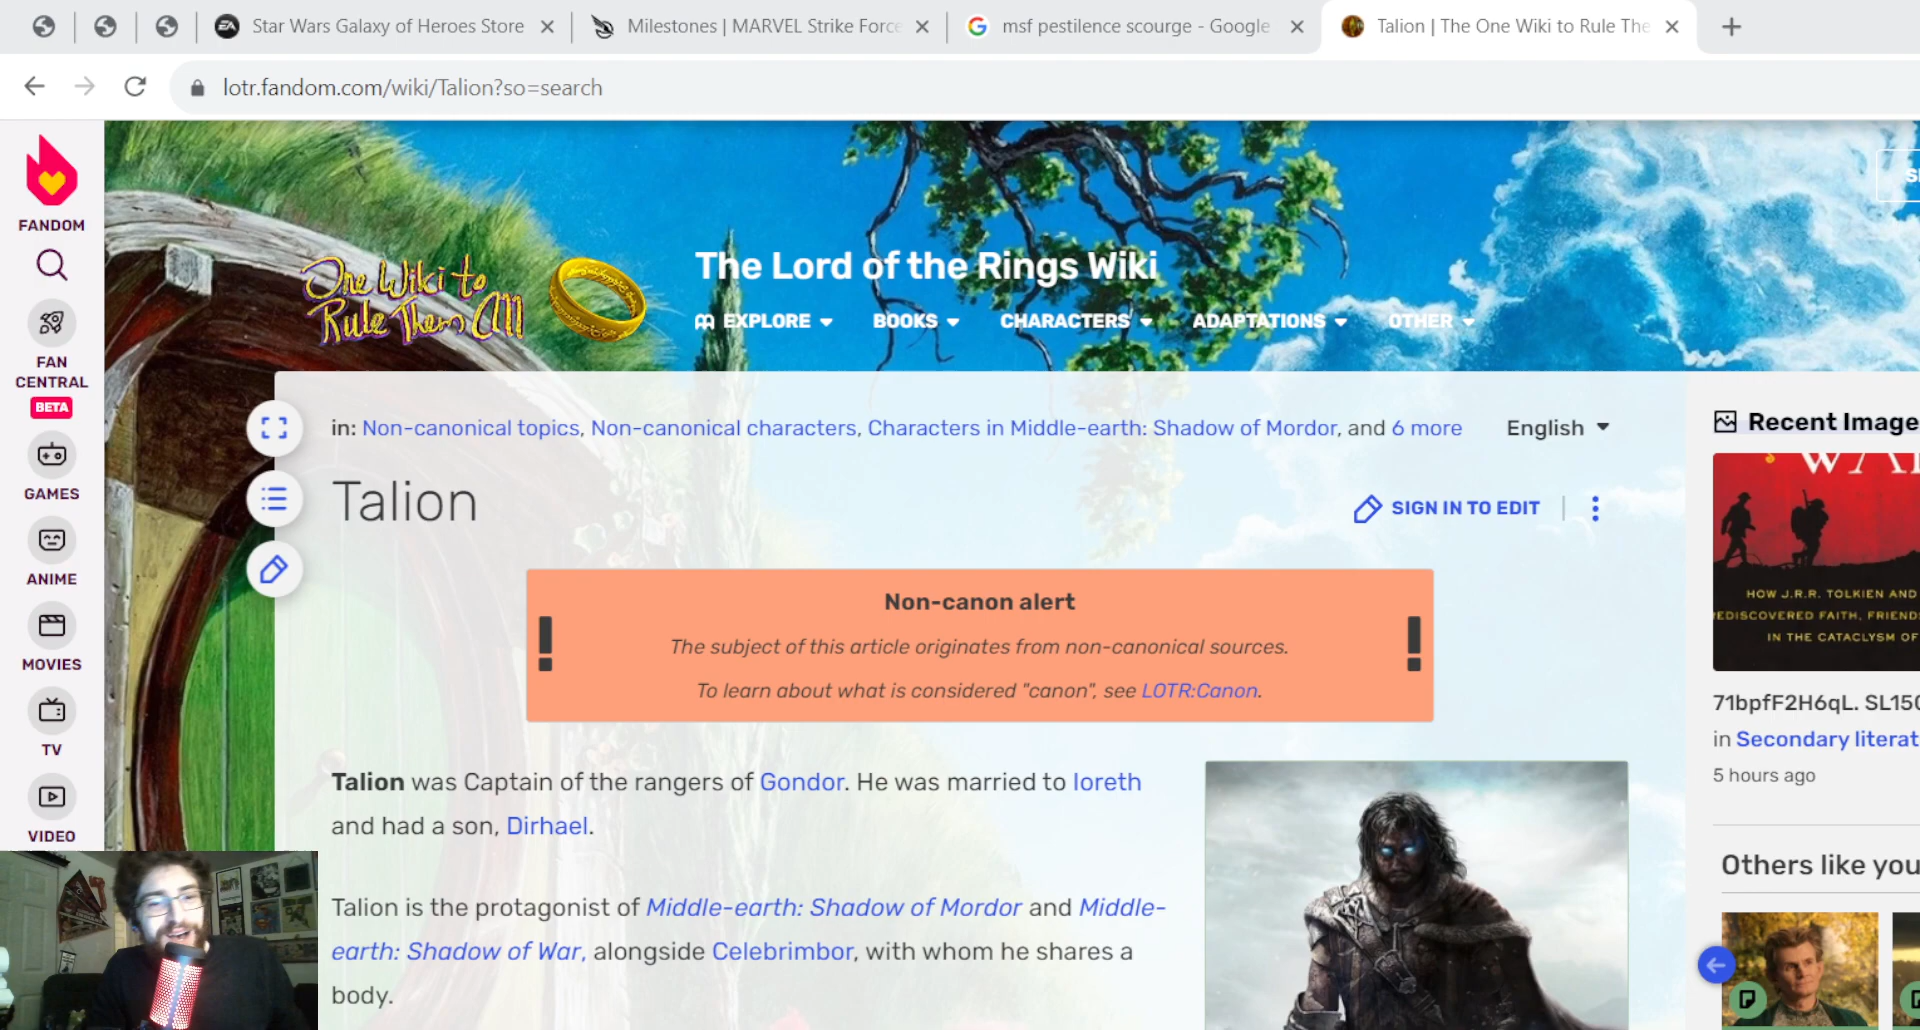 Star Wars Galaxy of Heroes Store
Milestones | MARVEL Strike Force
msf pestilence scourge - Google
Talion | The One Wiki to Rule The
lotr.fandom.com/wiki/Talion?so=search
FANDOM
FAN
CENTRAL
BETA
GAMES
ANIME
MOVIES
TV
VIDEO
One Wiki to
Rule Them All
The Lord of the Rings Wiki
EXPLORE
BOOKS
CHARACTERS
ADAPTATIONS
OTHER
in: Non-canonical topics, Non-canonical characters, Characters in Middle-earth: Shadow of Mordor, and 6 more
English
Talion
SIGN IN TO EDIT
Non-canon alert
The subject of this article originates from non-canonical sources.
To learn about what is considered "canon", see LOTR:Canon.
Talion was Captain of the rangers of Gondor. He was married to Ioreth
and had a son, Dirhael.
Talion is the protagonist of Middle-earth: Shadow of Mordor and Middle-
earth: Shadow of War, alongside Celebrimbor, with whom he shares a
body.
Recent Image
HOW J.R.R. TOLKIEN AND
EDISCOVERED FAITH, FRIEND
IN THE CATACLYSM OF
71bpfF2H6qL. SL150
in Secondary literat
5 hours ago
Others like you